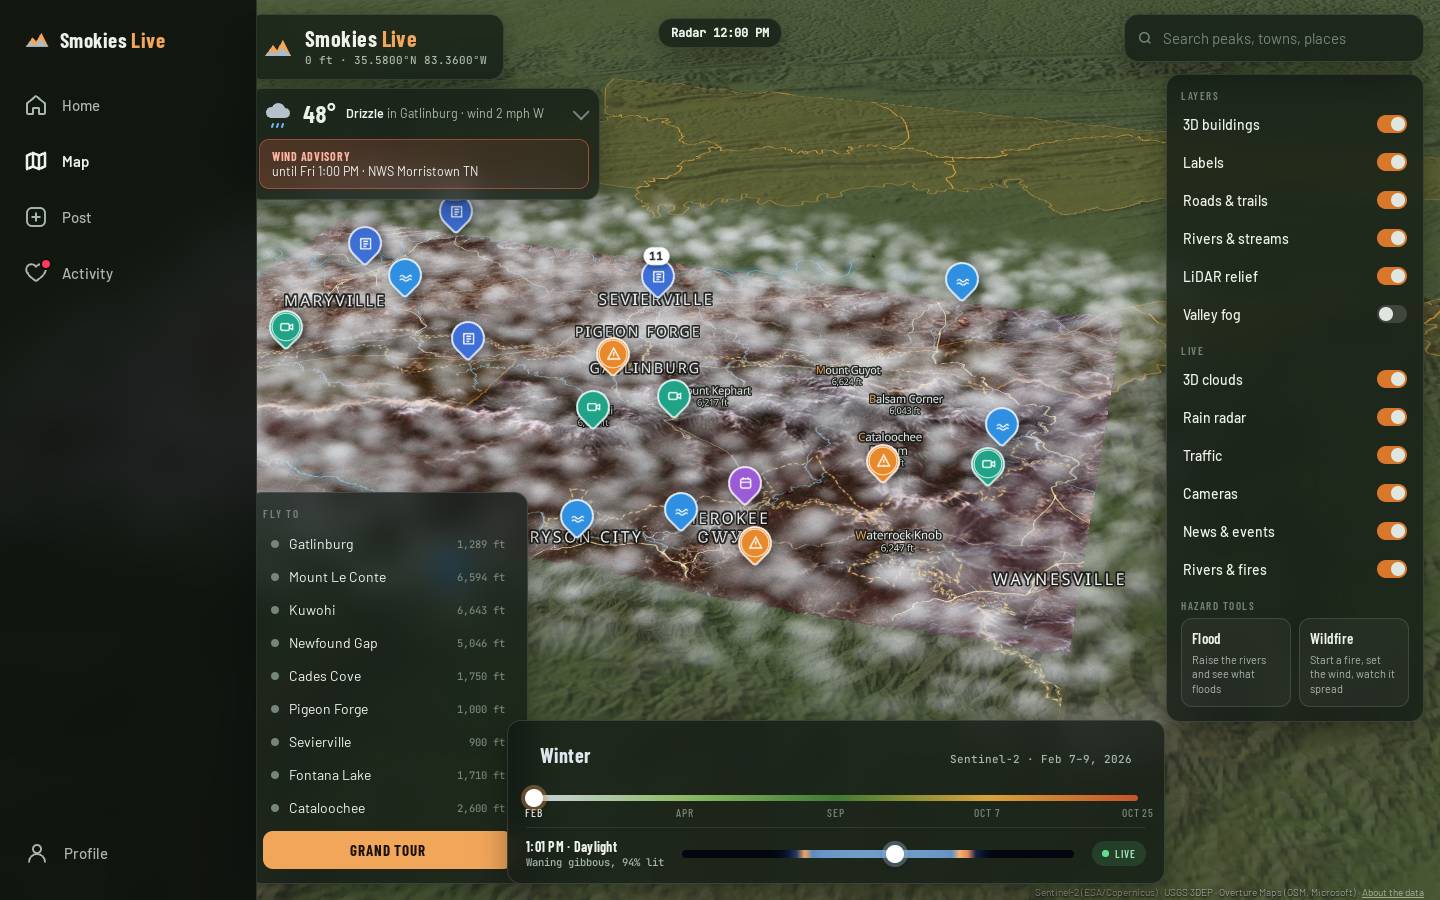 Smokies Live
Home
Map
Post
Activity
Profile
Smokies Live
0 ft · 35.5800°N 83.3600°W
48° Drizzle in Gatlinburg · wind 2 mph W
WIND ADVISORY
until Fri 1:00 PM · NWS Morristown TN
Radar 12:00 PM
Search peaks, towns, places
11
MARYVILLE
SEVIERVILLE
PIGEON FORGE
Mount Guyot
6,624 ft
ount Kephart
6,217 ft
Balsam Corner
6,043 ft
Cataloochee
RYSON CITY
EROKEE
Waterrock Knob
6,247 ft
WAYNESVILLE
LAYERS
3D buildings
Labels
Roads & trails
Rivers & streams
LiDAR relief
Valley fog
LIVE
3D clouds
Rain radar
Traffic
Cameras
News & events
Rivers & fires
HAZARD TOOLS
Flood
Raise the rivers
and see what
floods
Wildfire
Start a fire, set
the wind, watch it
spread
FLY TO
Gatlinburg 1,289 ft
Mount Le Conte 6,594 ft
Kuwohi 6,643 ft
Newfound Gap 5,046 ft
Cades Cove 1,750 ft
Pigeon Forge 1,000 ft
Sevierville 900 ft
Fontana Lake 1,710 ft
Cataloochee 2,600 ft
GRAND TOUR
Winter
Sentinel-2 · Feb 7–9, 2026
FEB APR SEP OCT 7 OCT 25
1:01 PM · Daylight
Waning gibbous, 94% lit
LIVE
Sentinel-2 (ESA/Copernicus) · USGS 3DEP · Overture Maps (OSM, Microsoft) · About the data